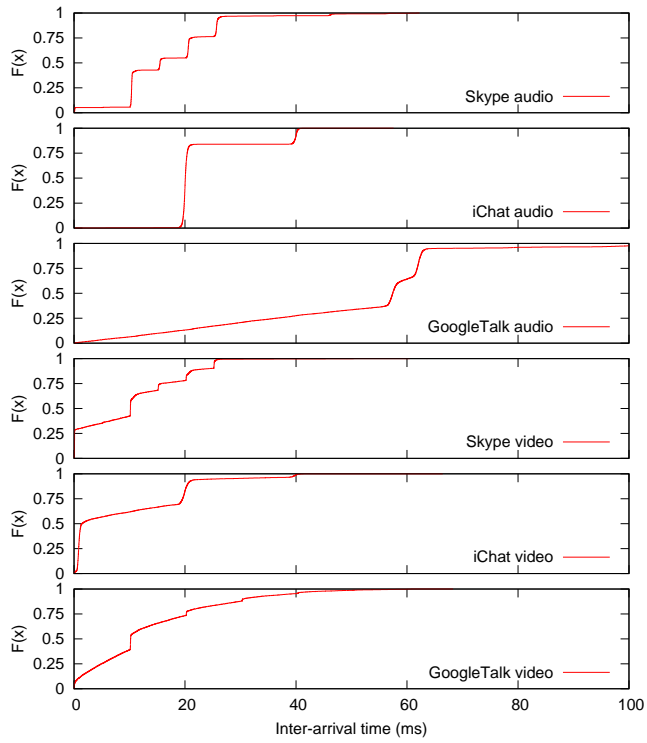 1
0.75
0.5
0.25
0
F(x)
Skype audio
1
0.75
0.5
0.25
0
F(x)
iChat audio
1
0.75
0.5
0.25
0
F(x)
GoogleTalk audio
1
0.75
0.5
0.25
0
F(x)
Skype video
1
0.75
0.5
0.25
0
F(x)
iChat video
1
0.75
0.5
0.25
0
F(x)
GoogleTalk video
0 20 40 60 80 100
Inter-arrival time (ms)